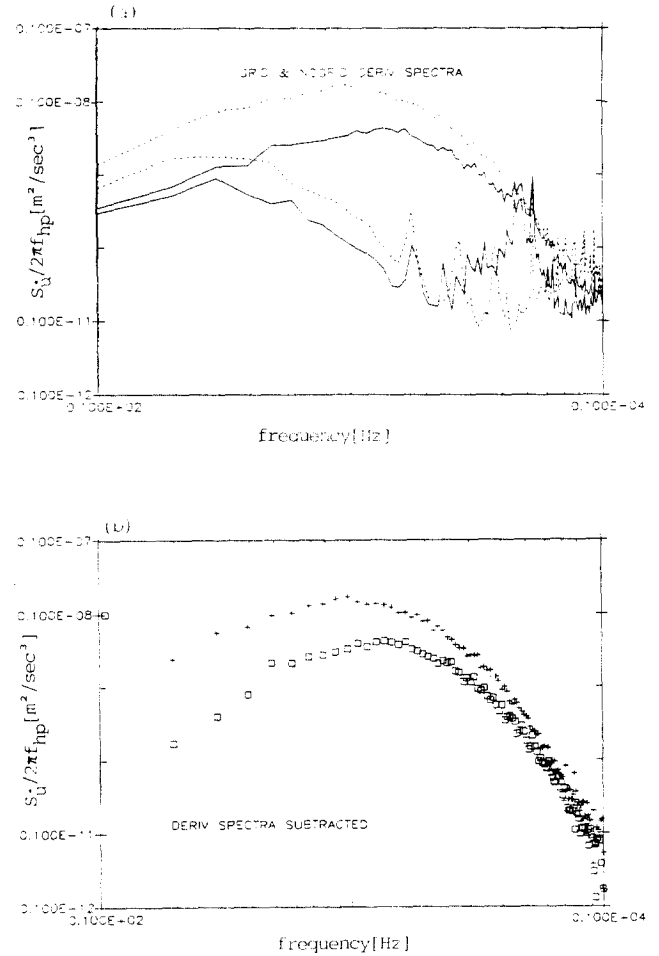 (a)
0.100E-07
GRID & NOGRID DERIV SPECTRA
0.100E-08
S_u̇/2πf_hp[m²/sec³]
0.100E-11
0.100E-12
0.100E+02
0.100E-04
frequency[Hz]
(b)
0.100E-07
0.100E-08
S_u̇/2πf_hp[m²/sec³]
DERIV SPECTRA SUBTRACTED
0.100E-11
0.100E-12
0.100E+02
0.100E-04
frequency[Hz]